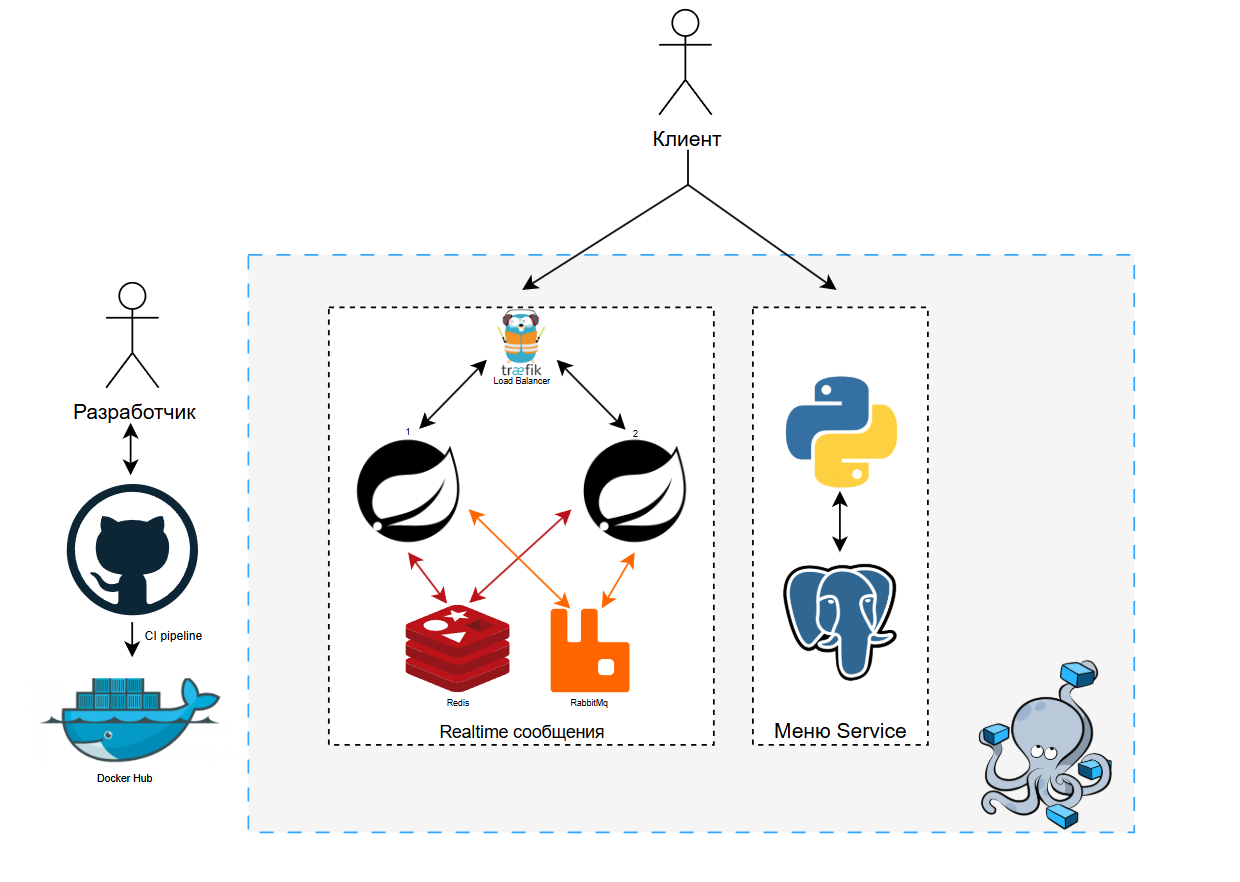 Клиент
Разработчик
CI pipeline
Docker Hub
træfik
Load Balancer
1
2
Redis
RabbitMq
Realtime сообщения
Меню Service